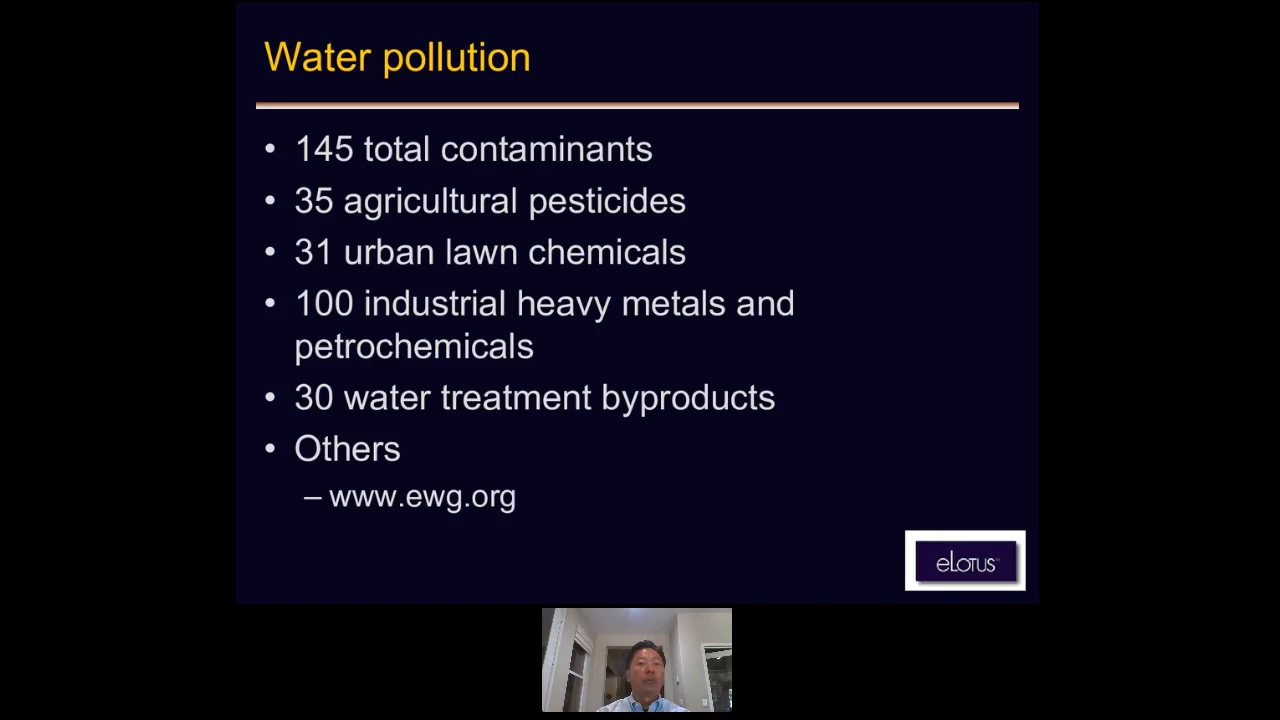 Water pollution
• 145 total contaminants
• 35 agricultural pesticides
• 31 urban lawn chemicals
• 100 industrial heavy metals and
petrochemicals
• 30 water treatment byproducts
• Others
– www.ewg.org
eLOTUS™